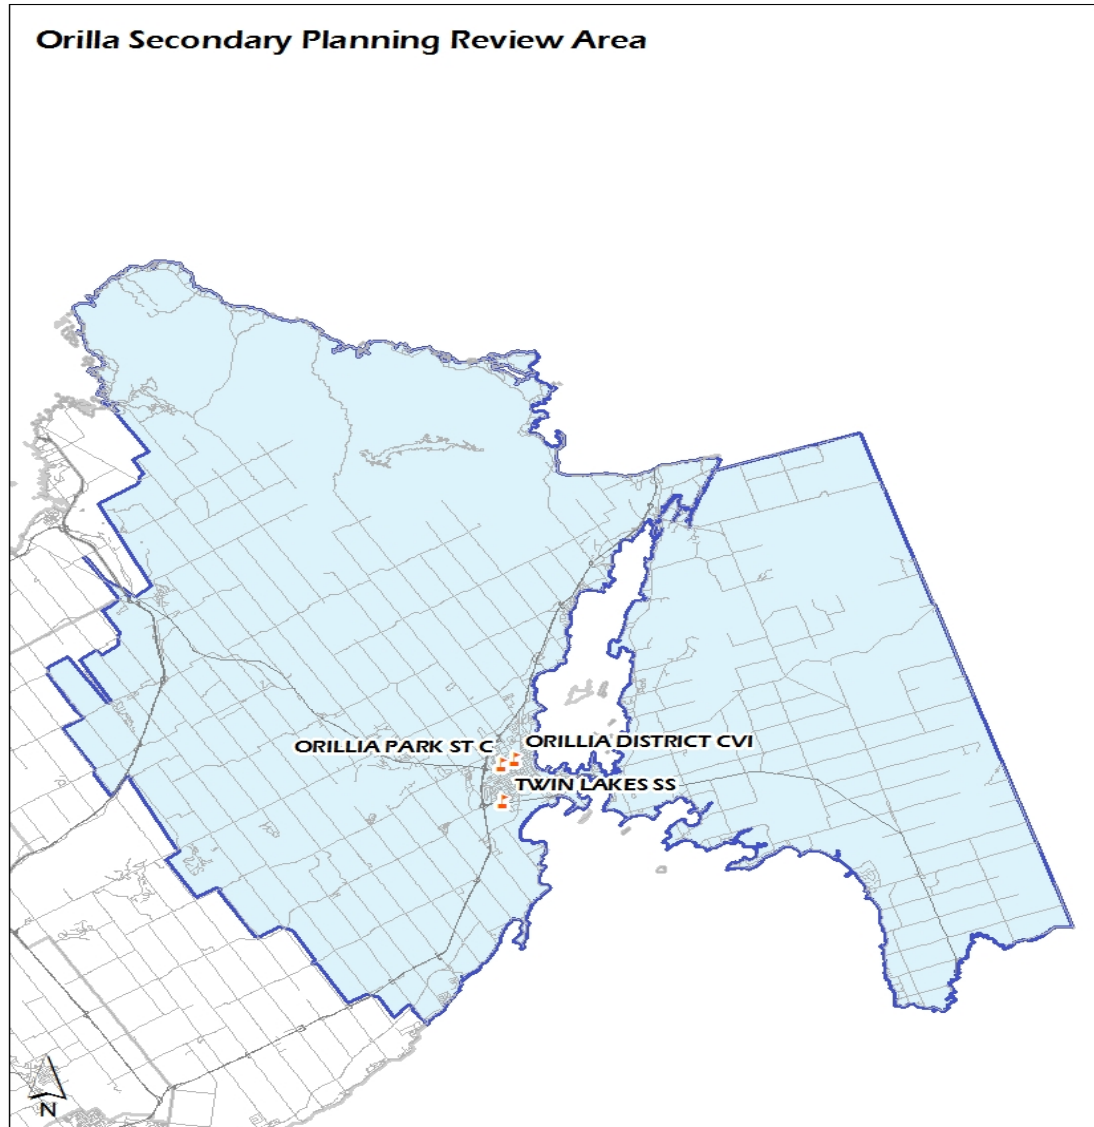 Orilla Secondary Planning Review Area
ORILLIA PARK ST C
ORILLIA DISTRICT CVI
TWIN LAKES SS
N